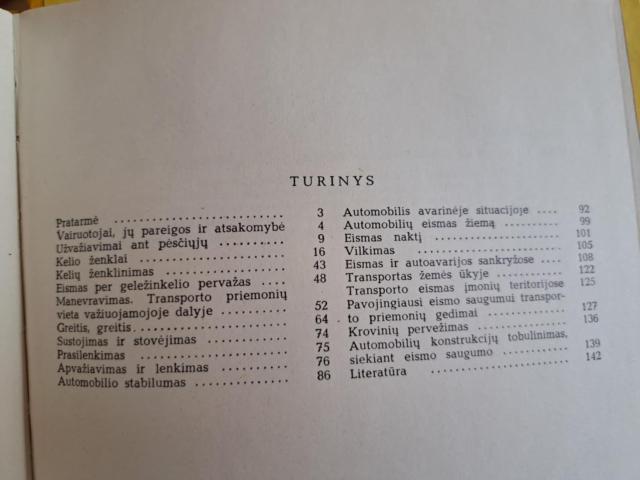 TURINYS
Pratarmė . . . . . . . . . . 3
Vairuotojai, jų pareigos ir atsakomybė 4
Užvažiavimai ant pėsčiųjų . . . . . 9
Kelio ženklai . . . . . . . . . . 16
Kelių ženklinimas . . . . . . . . 43
Eismas per geležinkelio pervažas . . . 48
Manevravimas. Transporto priemonių
vieta važiuojamojoje dalyje . . . . 52
Greitis, greitis . . . . . . . . . . 64
Sustojimas ir stovėjimas . . . . . . 74
Prasilenkimas . . . . . . . . . . 75
Apvažiavimas ir lenkimas . . . . . 76
Automobilio stabilumas . . . . . . 86
Automobilis avarinėje situacijoje . . . 92
Automobilių eismas žiemą . . . . . 99
Eismas naktį . . . . . . . . . . 101
Vilkimas . . . . . . . . . . 105
Eismas ir autoavarijos sankryžose . . . 108
Transportas žemės ūkyje . . . . . 122
Transporto eismas įmonių teritorijose 125
Pavojingiausi eismo saugumui transpor-
to priemonių gedimai . . . . . 127
Krovinių pervežimas . . . . . . . 136
Automobilių konstrukcijų tobulinimas,
siekiant eismo saugumo . . . . . 139
Literatūra . . . . . . . . . . 142